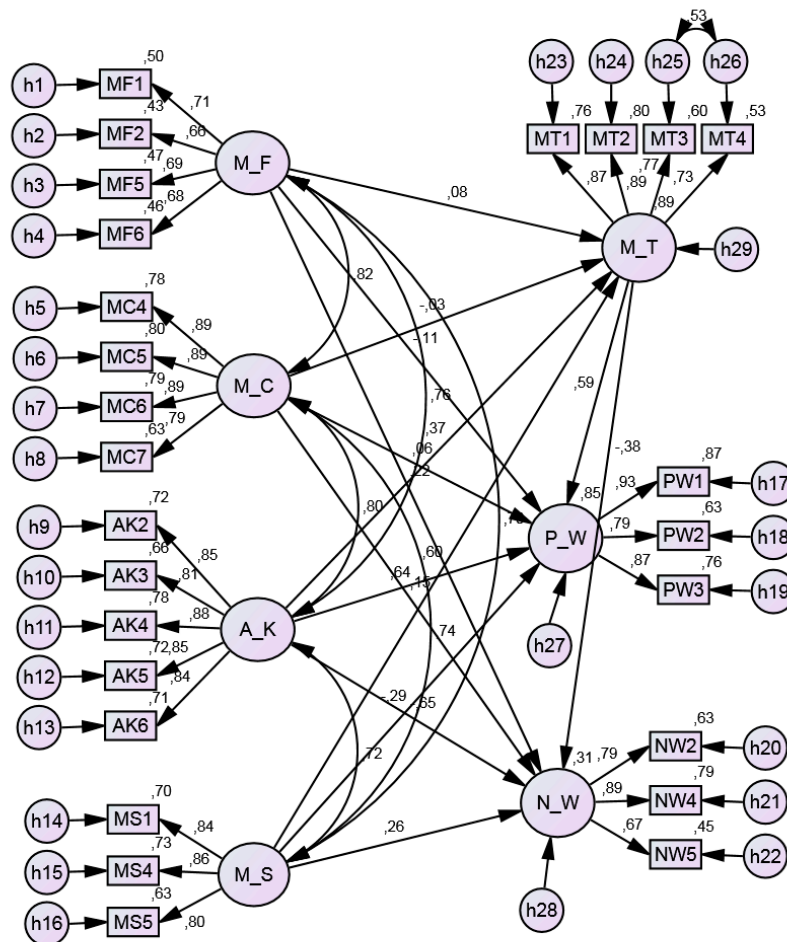 ,53
h23 h24 h25 h26
,76 ,80 ,60 ,53
MT1 MT2 MT3 MT4
,87 ,89 ,77 ,73
,89
M_T
h29
,50
h1 MF1
,71
,43
h2 MF2
,66
,47
h3 MF5
,69
,46
h4 MF6
,68
M_F
,08
,82
-,03
-,11
,78
h5 MC4
,89
,80
h6 MC5
,89
,79
h7 MC6
,89
,63
h8 MC7
,79
M_C
,76
,37
,06
,59
-,38
,80
,60
,64
,74
,72
h9 AK2
,85
,66
h10 AK3
,81
,78
h11 AK4
,88
,72
h12 AK5
,85
,71
h13 AK6
,84
A_K
,85
P_W
h27
,93
,87
PW1 h17
,79
,63
PW2 h18
,87
,76
PW3 h19
-,29
,72
,70
h14 MS1
,84
,73
h15 MS4
,86
,63
h16 MS5
,80
M_S
,26
,31
N_W
h28
,79
,63
NW2 h20
,89
,79
NW4 h21
,67
,45
NW5 h22